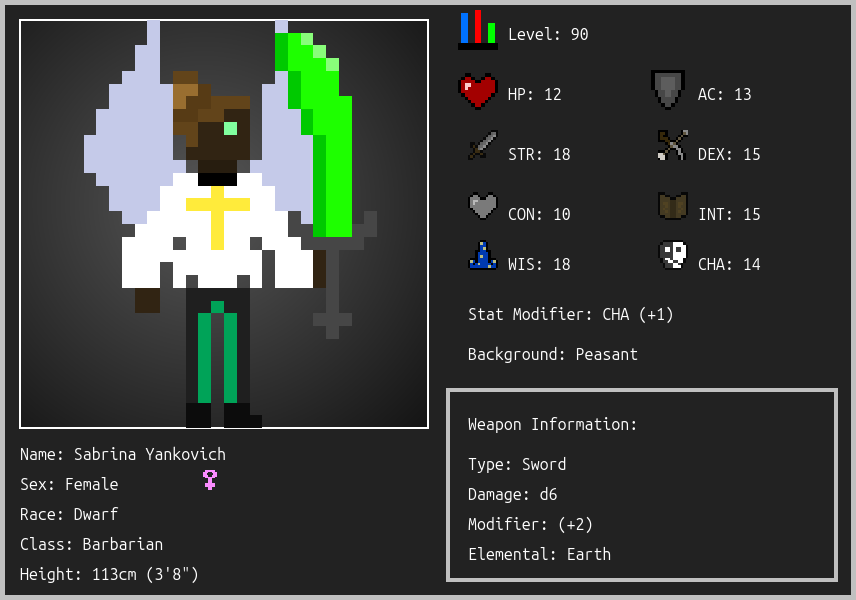 Level: 90
HP: 12
AC: 13
STR: 18
DEX: 15
CON: 10
INT: 15
WIS: 18
CHA: 14
Stat Modifier: CHA (+1)
Background: Peasant
Weapon Information:
Type: Sword
Damage: d6
Modifier: (+2)
Elemental: Earth
Name: Sabrina Yankovich
Sex: Female
Race: Dwarf
Class: Barbarian
Height: 113cm (3'8")